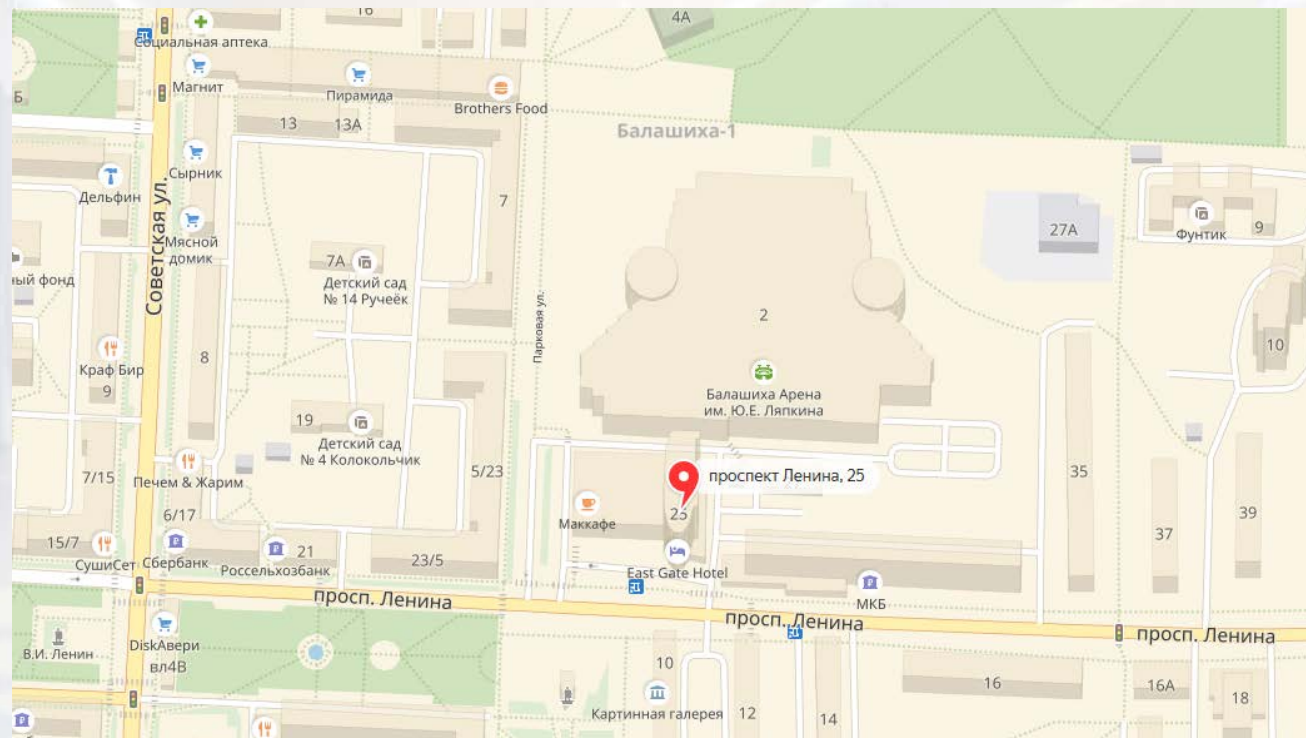 16
4А
Социальная аптека
Магнит
Пирамида
Brothers Food
Б
13
13А
Балашиха-1
Сырник
Дельфин
Советская ул.
7
Фунтик
9
27А
Мясной
домик
7А
Детский сад
№ 14 Ручеёк
ный фонд
Парковая ул.
2
8
10
Краф Бир
9
Балашиха Арена
им. Ю.Е. Ляпкина
19
Детский сад
№ 4 Колокольчик
7/15
Печем & Жарим
5/23
проспект Ленина, 25
35
6/17
Маккафе
25
39
37
15/7
СушиСет
Сбербанк
21
Россельхозбанк
23/5
East Gate Hotel
МКБ
просп. Ленина
просп. Ленина
просп. Ленина
В.И. Ленин
DiskАвери
вл4В
10
16
16А
18
Картинная галерея
12
14